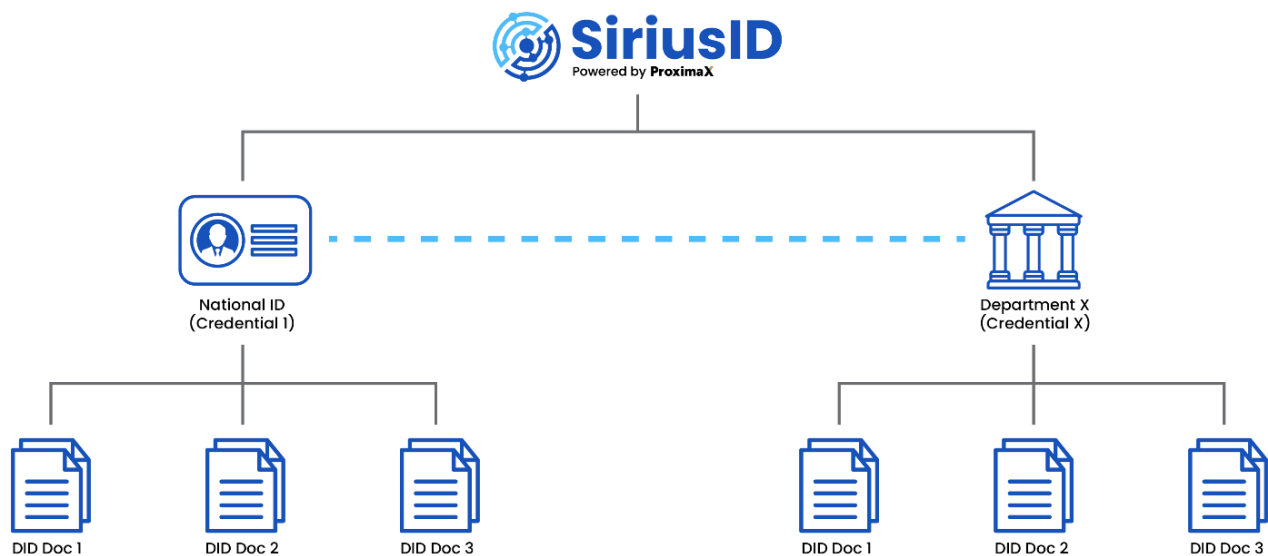 SiriusID
Powered by ProximaX
National ID
(Credential 1)
Department X
(Credential X)
DID Doc 1
DID Doc 2
DID Doc 3
DID Doc 1
DID Doc 2
DID Doc 3